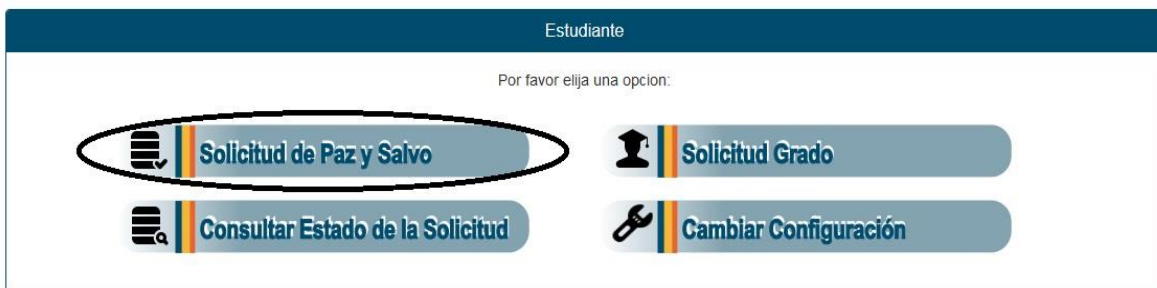 Estudiante
Por favor elija una opcion:
Solicitud de Paz y Salvo
Solicitud Grado
Consultar Estado de la Solicitud
Cambiar Configuración